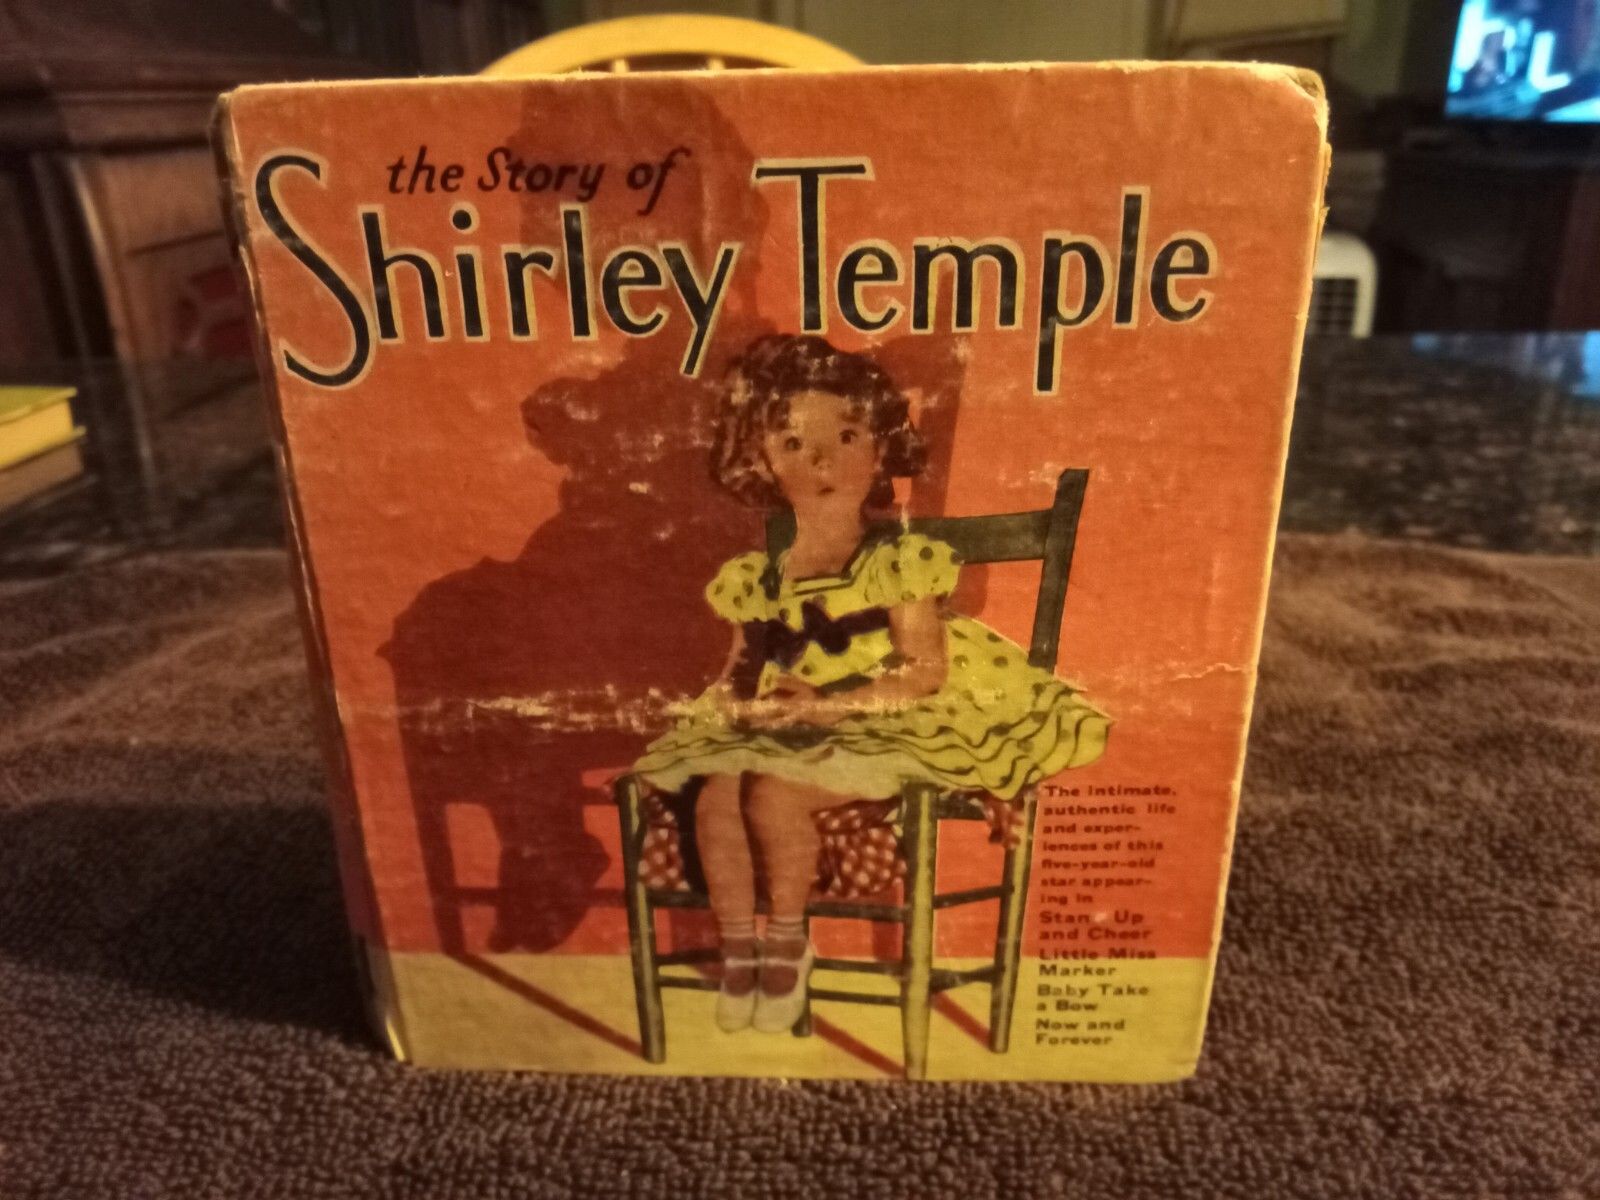 the Story of
Shirley Temple
The intimate,
authentic life
and exper-
iences of this
five-year-old
star appear-
ing in
Stan Up
and Cheer
Little Miss
Marker
Baby Take
a Bow
Now and
Forever